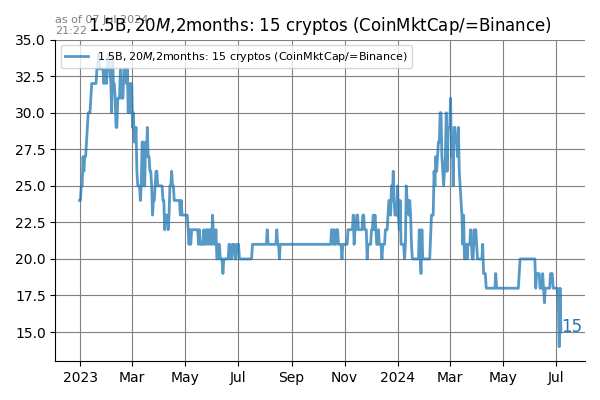 as of 07 Jul 2024
21:22
1.5B,20M,2months: 15 cryptos (CoinMktCap/=Binance)
1.5B,20M,2months: 15 cryptos (CoinMktCap/=Binance)
35.0
32.5
30.0
27.5
25.0
22.5
20.0
17.5
15.0
15
2023 Mar May Jul Sep Nov 2024 Mar May Jul